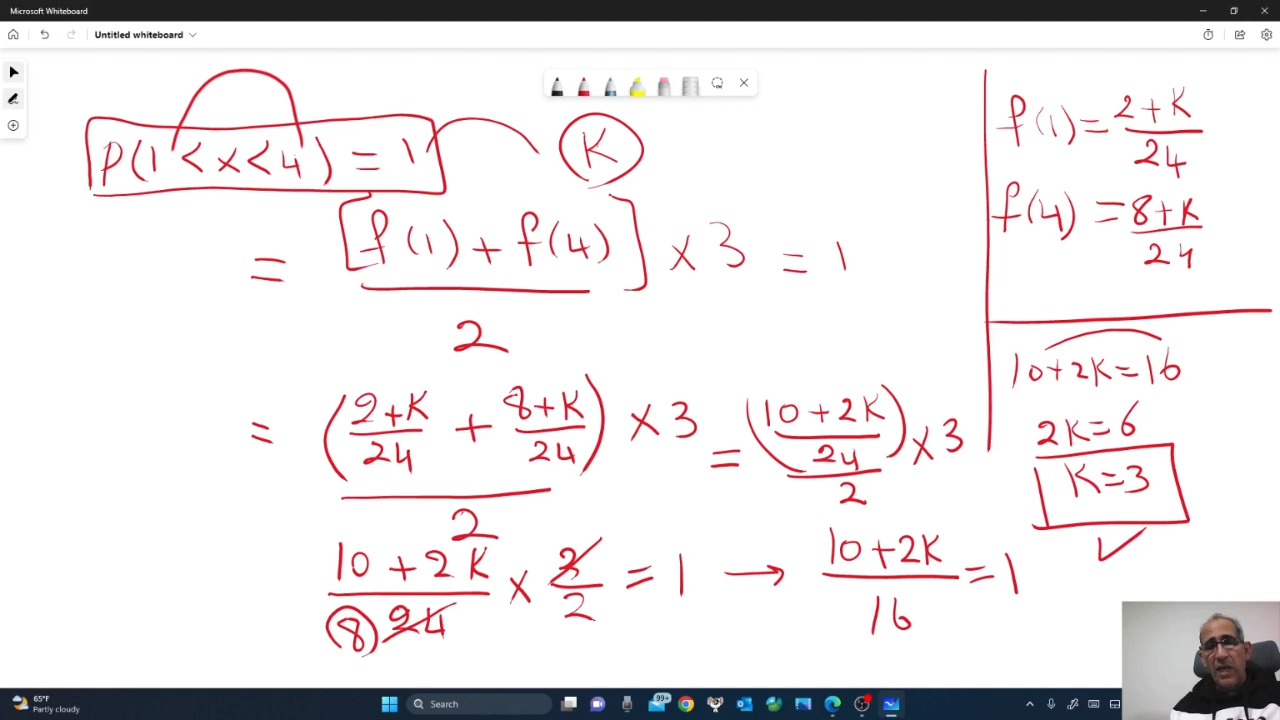 Microsoft Whiteboard
Untitled whiteboard
P(1<x<4) = 1
K
= [f(1) + f(4)] / 2 × 3 = 1
= ((2+K)/24 + (8+K)/24) / 2 × 3 = ((10+2K)/24) / 2 × 3
(10+2K)/24 8 × 3/2 = 1 → (10+2K)/16 = 1
f(1) = (2+K)/24
f(4) = (8+K)/24
10+2K=16
2K=6
K=3
65°F
Partly cloudy
Search
99+